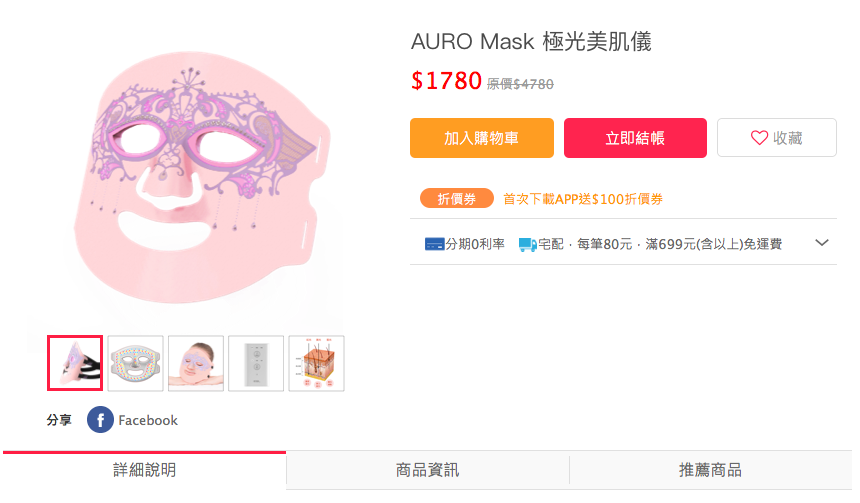 AURO Mask 極光美肌儀
$1780 原價$4780
加入購物車 立即結帳 收藏
折價券 首次下載APP送$100折價券
分期0利率 宅配．每筆80元．滿699元(含以上)免運費
分享 f Facebook
詳細說明 商品資訊 推薦商品